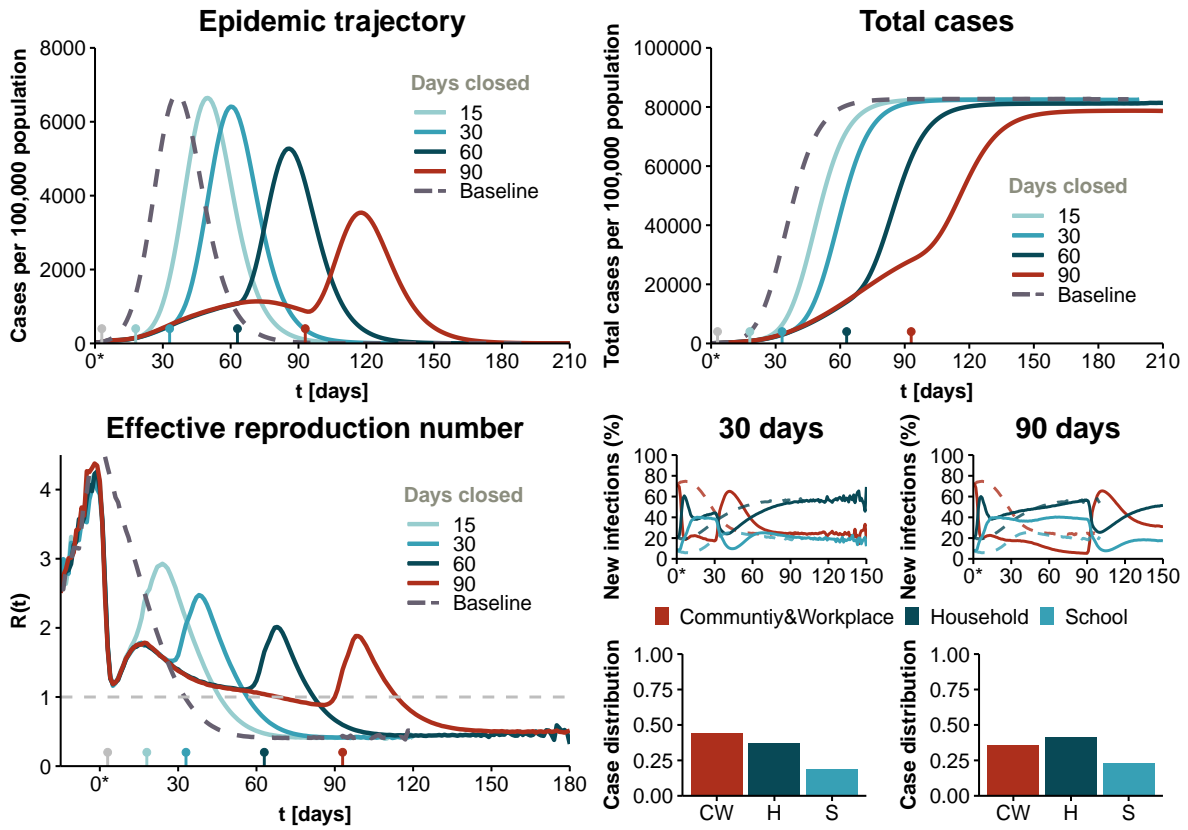 Epidemic trajectory
Cases per 100,000 population
8000
6000
4000
2000
0
Days closed
15
30
60
90
Baseline
0* 30 60 90 120 150 180 210
t [days]
Total cases
Total cases per 100,000 population
100000
80000
60000
40000
20000
0
Days closed
15
30
60
90
Baseline
0* 30 60 90 120 150 180 210
t [days]
Effective reproduction number
R(t)
4
3
2
1
0
Days closed
15
30
60
90
Baseline
0* 30 60 90 120 150 180
t [days]
30 days
New infections (%)
100
80
60
40
20
0
0* 30 60 90 120 150
90 days
New infections (%)
100
80
60
40
20
0
0* 30 60 90 120 150
Communtiy&Workplace Household School
Case distribution
1.00
0.75
0.50
0.25
0.00
CW H S
Case distribution
1.00
0.75
0.50
0.25
0.00
CW H S